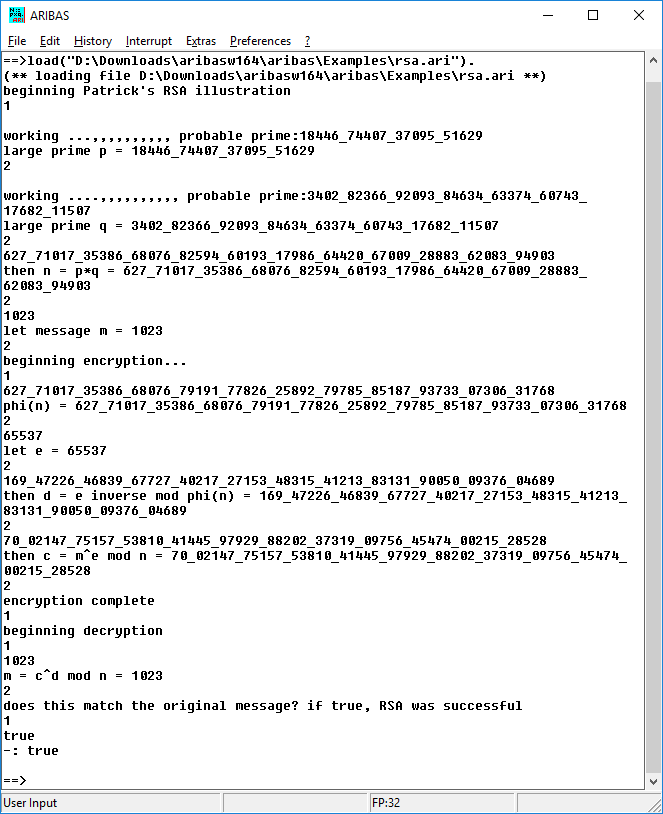 ARIBAS
File Edit History Interrupt Extras Preferences ?
==>load("D:\Downloads\aribasw164\aribas\Examples\rsa.ari").
(** loading file D:\Downloads\aribasw164\aribas\Examples\rsa.ari **)
beginning Patrick's RSA illustration
1
working ...,,,,,,,,,, probable prime:18446_74407_37095_51629
large prime p = 18446_74407_37095_51629
2
working ....,,,,,,,,,, probable prime:3402_82366_92093_84634_63374_60743_
17682_11507
large prime q = 3402_82366_92093_84634_63374_60743_17682_11507
2
627_71017_35386_68076_82594_60193_17986_64420_67009_28883_62083_94903
then n = p*q = 627_71017_35386_68076_82594_60193_17986_64420_67009_28883_
62083_94903
2
1023
let message m = 1023
2
beginning encryption...
1
627_71017_35386_68076_79191_77826_25892_79785_85187_93733_07306_31768
phi(n) = 627_71017_35386_68076_79191_77826_25892_79785_85187_93733_07306_31768
2
65537
let e = 65537
2
169_47226_46839_67727_40217_27153_48315_41213_83131_90050_09376_04689
then d = e inverse mod phi(n) = 169_47226_46839_67727_40217_27153_48315_41213_
83131_90050_09376_04689
2
70_02147_75157_53810_41445_97929_88202_37319_09756_45474_00215_28528
then c = m^e mod n = 70_02147_75157_53810_41445_97929_88202_37319_09756_45474_
00215_28528
2
encryption complete
1
beginning decryption
1
1023
m = c^d mod n = 1023
2
does this match the original message? if true, RSA was successful
1
true
-: true
==>
User Input FP:32